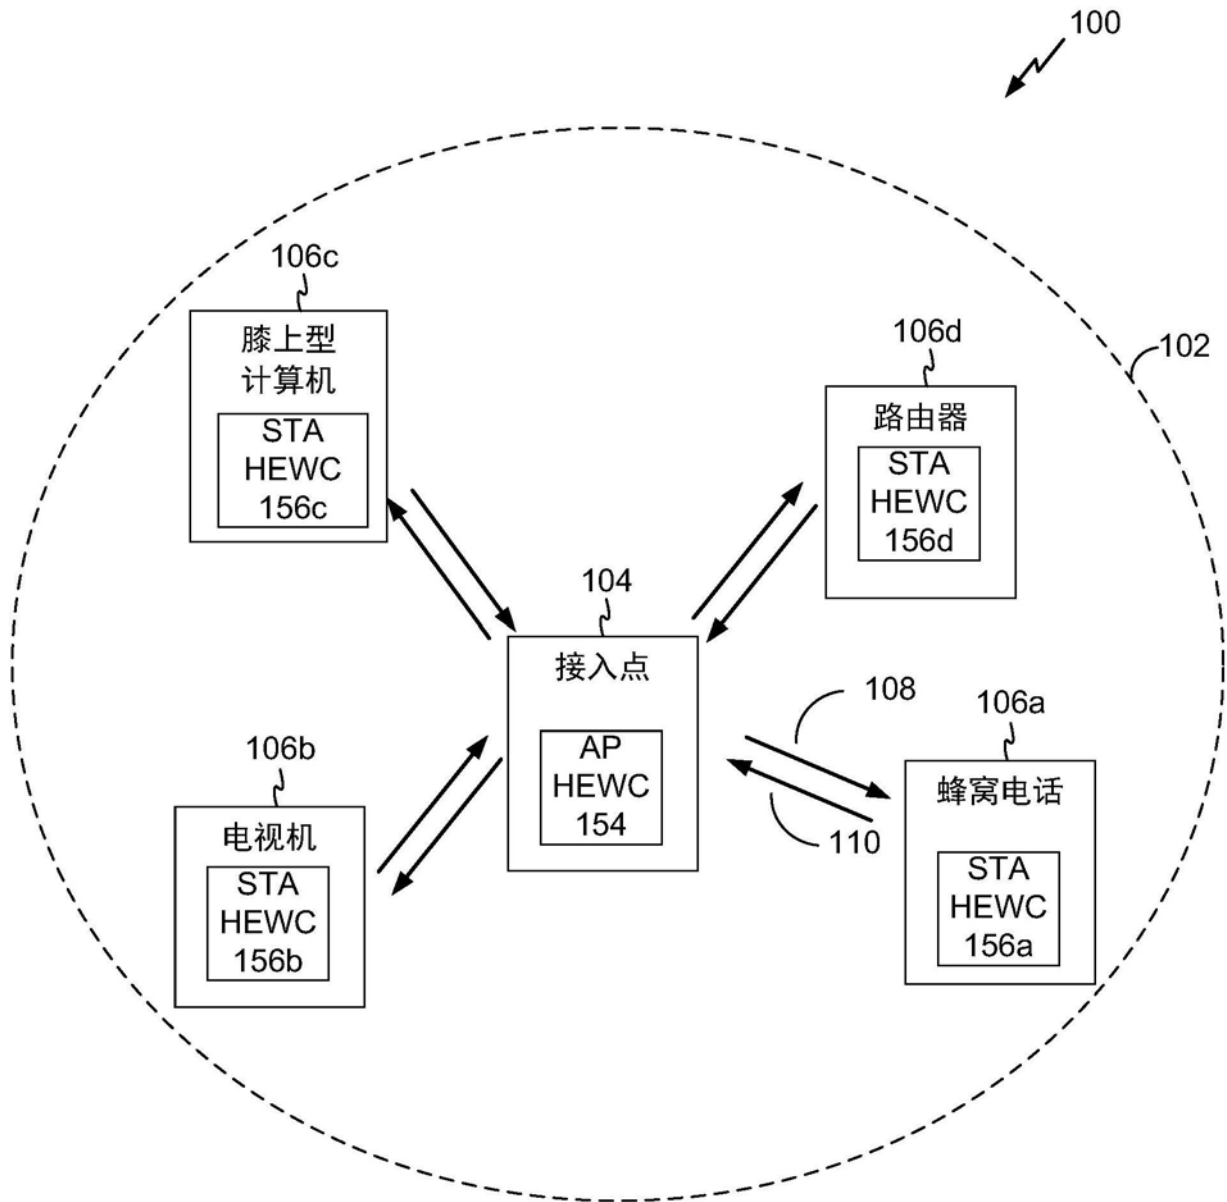 100
106c
膝上型
计算机
STA
HEWC
156c
106d
路由器
STA
HEWC
156d
102
104
接入点
AP
HEWC
154
108
110
106a
蜂窝电话
STA
HEWC
156a
106b
电视机
STA
HEWC
156b